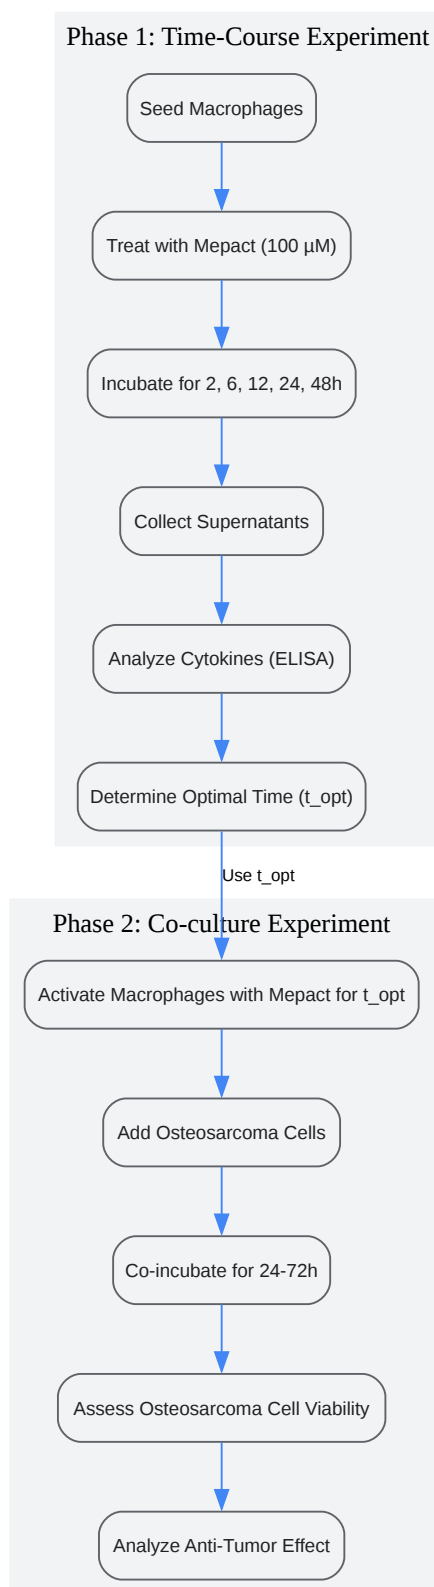 Phase 1: Time-Course Experiment
Seed Macrophages
Treat with Mepact (100 µM)
Incubate for 2, 6, 12, 24, 48h
Collect Supernatants
Analyze Cytokines (ELISA)
Determine Optimal Time (t_opt)
Use t_opt
Phase 2: Co-culture Experiment
Activate Macrophages with Mepact for t_opt
Add Osteosarcoma Cells
Co-incubate for 24-72h
Assess Osteosarcoma Cell Viability
Analyze Anti-Tumor Effect